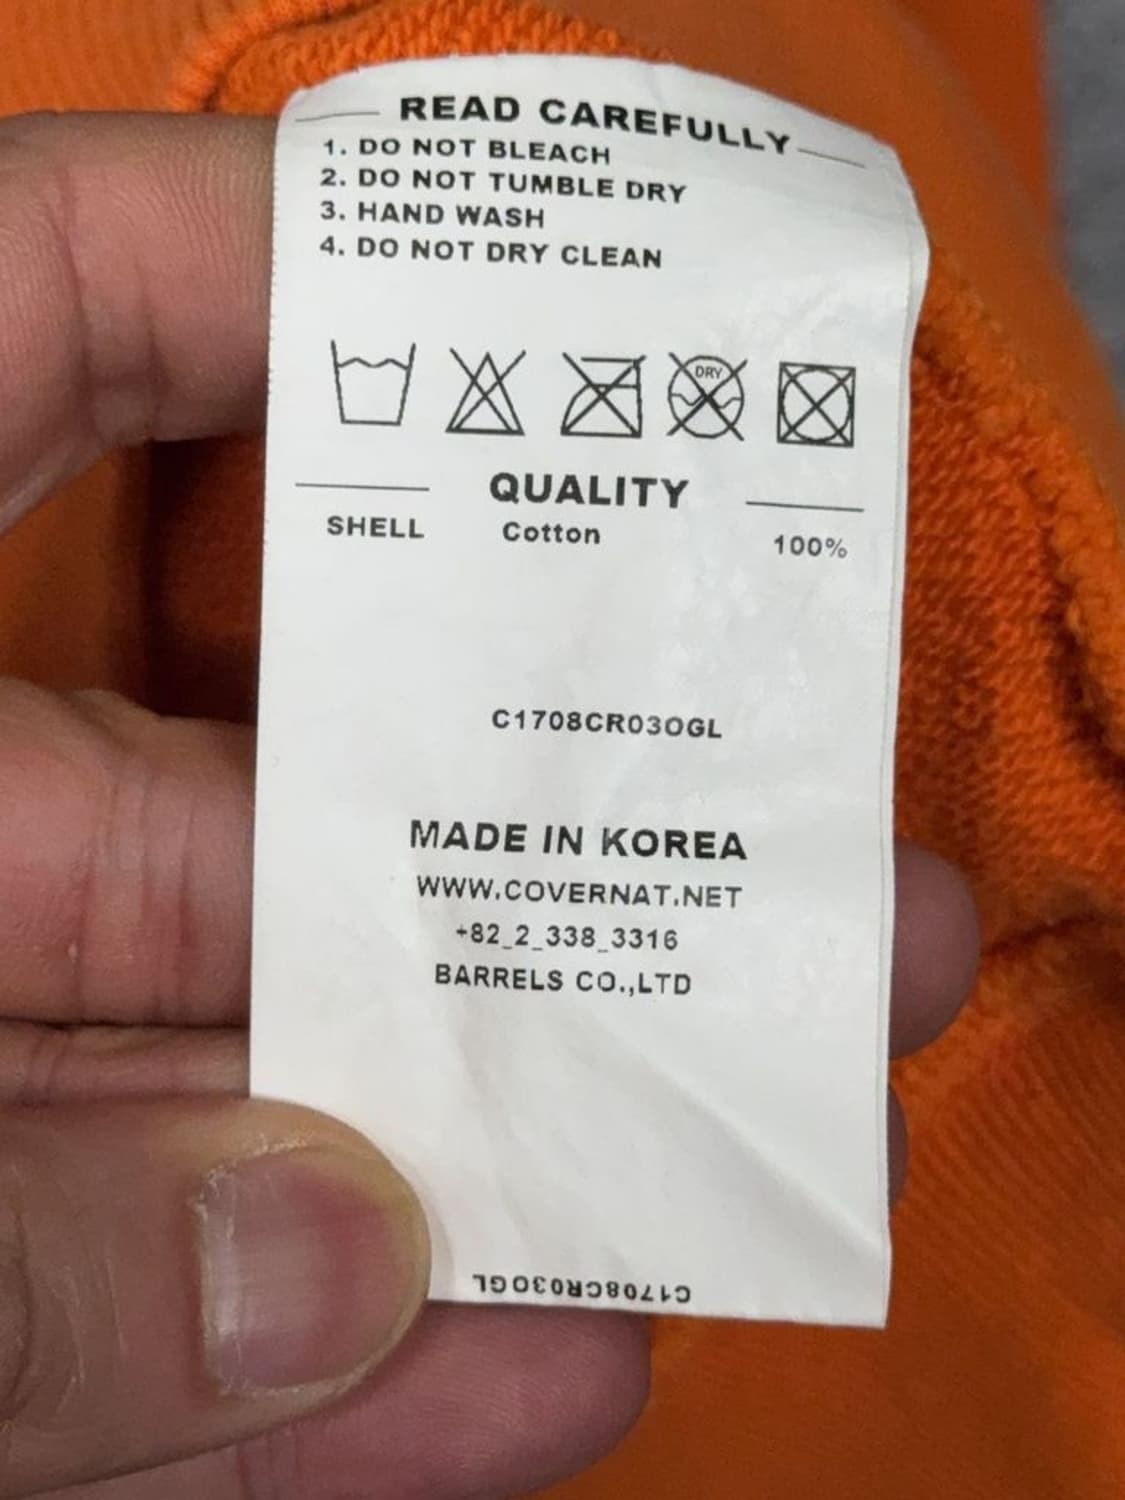 READ CAREFULLY
1. DO NOT BLEACH
2. DO NOT TUMBLE DRY
3. HAND WASH
4. DO NOT DRY CLEAN
DRY
QUALITY
SHELL Cotton 100%
C1708CR03OGL
MADE IN KOREA
WWW.COVERNAT.NET
+82_2_338_3316
BARRELS CO.,LTD
C1708CR03OGL